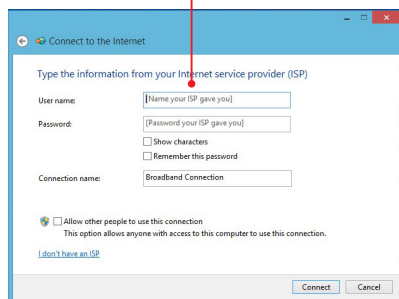 Connect to the Internet
Type the information from your Internet service provider (ISP)
User name: [Name your ISP gave you]
Password: [Password your ISP gave you]
Show characters
Remember this password
Connection name: Broadband Connection
Allow other people to use this connection
This option allows anyone with access to this computer to use this connection.
I don't have an ISP
Connect Cancel